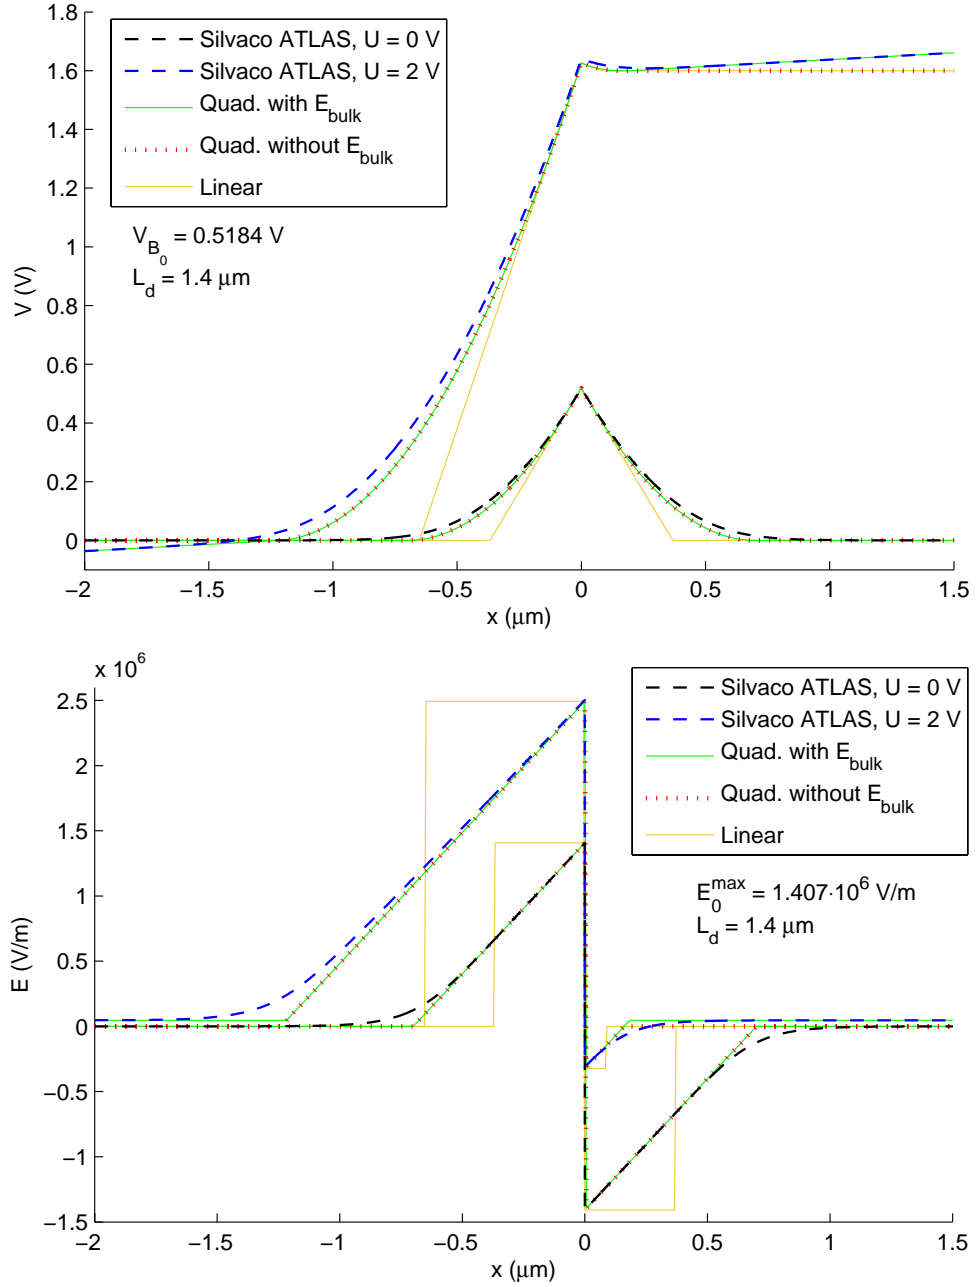 1.8
1.6
1.4
1.2
1
0.8
0.6
0.4
0.2
0
V (V)
Silvaco ATLAS, U = 0 V
Silvaco ATLAS, U = 2 V
Quad. with E_bulk
Quad. without E_bulk
Linear
V_B_0 = 0.5184 V
L_d = 1.4 μm
−2 −1.5 −1 −0.5 0 0.5 1 1.5
x (μm)
x 10^6
2.5
2
1.5
1
0.5
0
−0.5
−1
−1.5
E (V/m)
Silvaco ATLAS, U = 0 V
Silvaco ATLAS, U = 2 V
Quad. with E_bulk
Quad. without E_bulk
Linear
E_0^max = 1.407·10^6 V/m
L_d = 1.4 μm
−2 −1.5 −1 −0.5 0 0.5 1 1.5
x (μm)